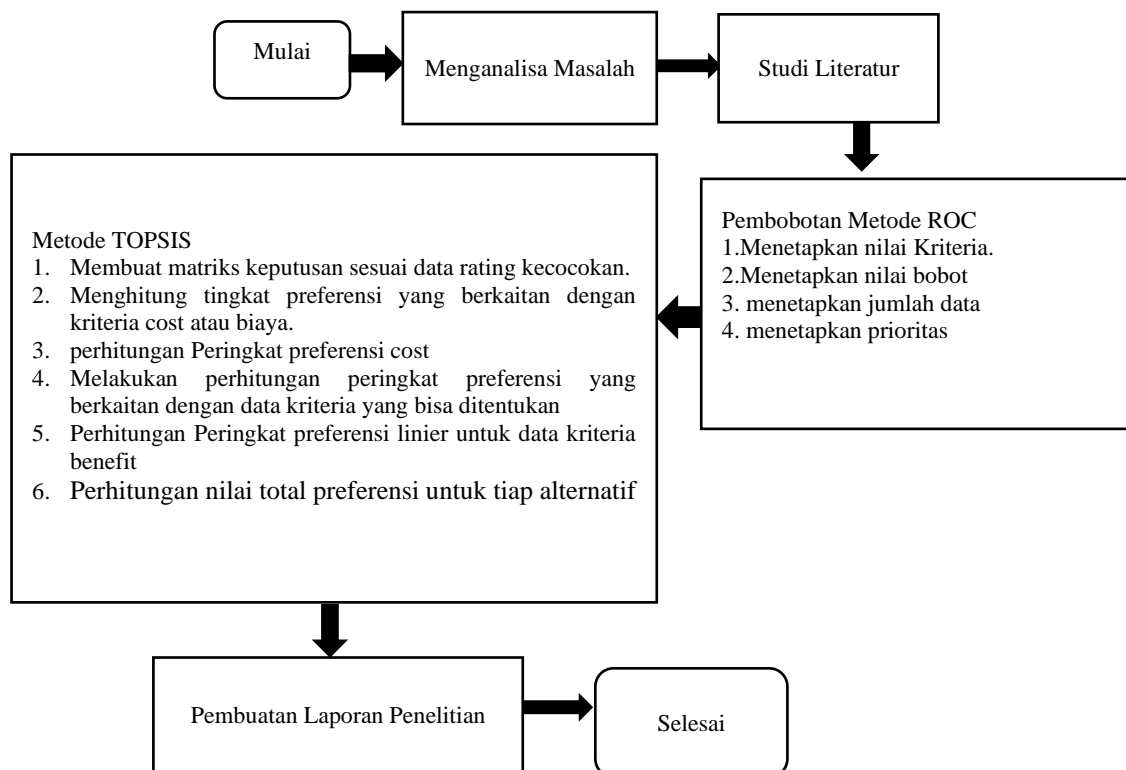 Mulai
Menganalisa Masalah
Studi Literatur
Pembobotan Metode ROC
1.Menetapkan nilai Kriteria.
2.Menetapkan nilai bobot
3. menetapkan jumlah data
4. menetapkan prioritas
Metode TOPSIS
1. Membuat matriks keputusan sesuai data rating kecocokan.
2. Menghitung tingkat preferensi yang berkaitan dengan
kriteria cost atau biaya.
3. perhitungan Peringkat preferensi cost
4. Melakukan perhitungan peringkat preferensi yang
berkaitan dengan data kriteria yang bisa ditentukan
5. Perhitungan Peringkat preferensi linier untuk data kriteria
benefit
6. Perhitungan nilai total preferensi untuk tiap alternatif
Pembuatan Laporan Penelitian
Selesai